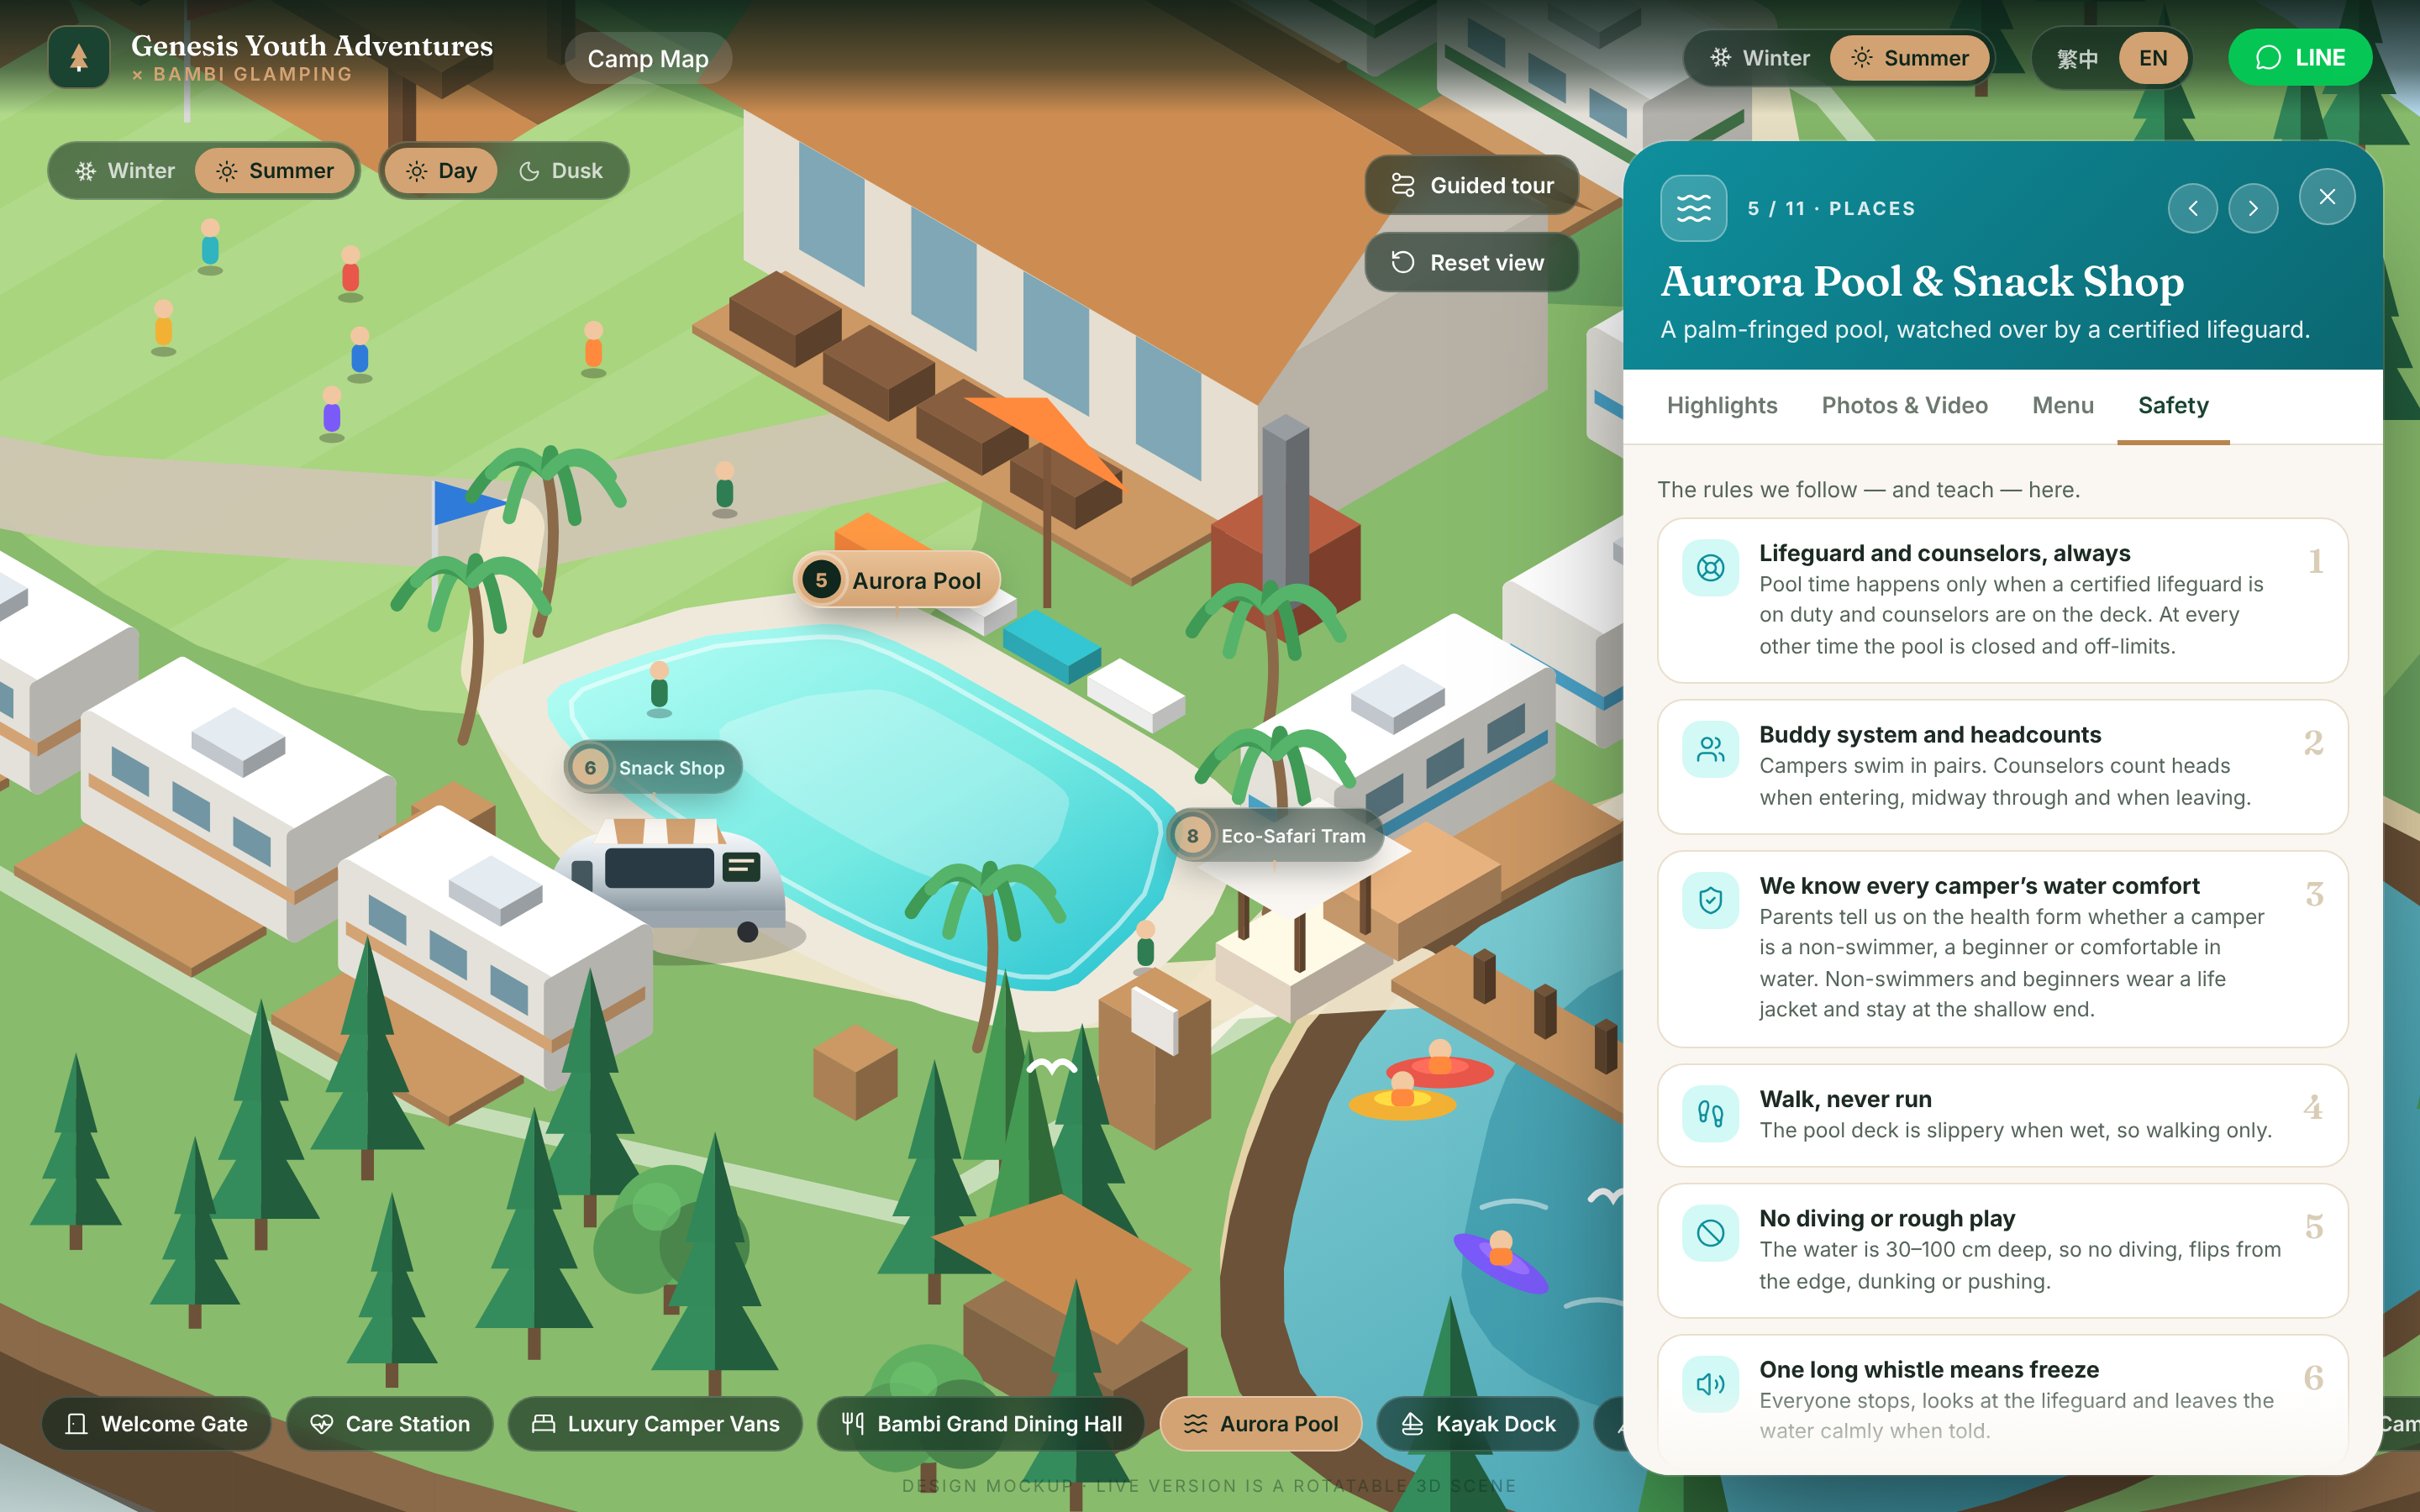 Genesis Youth Adventures
× BAMBI GLAMPING
Camp Map
Winter
Summer
繁中
EN
LINE
Winter
Summer
Day
Dusk
Guided tour
Reset view
5 / 11 · PLACES
Aurora Pool & Snack Shop
A palm-fringed pool, watched over by a certified lifeguard.
Highlights
Photos & Video
Menu
Safety
The rules we follow — and teach — here.
Lifeguard and counselors, always
1
Pool time happens only when a certified lifeguard is
on duty and counselors are on the deck. At every
other time the pool is closed and off-limits.
Buddy system and headcounts
2
Campers swim in pairs. Counselors count heads
when entering, midway through and when leaving.
We know every camper’s water comfort
3
Parents tell us on the health form whether a camper
is a non-swimmer, a beginner or comfortable in
water. Non-swimmers and beginners wear a life
jacket and stay at the shallow end.
Walk, never run
4
The pool deck is slippery when wet, so walking only.
No diving or rough play
5
The water is 30–100 cm deep, so no diving, flips from
the edge, dunking or pushing.
One long whistle means freeze
6
Everyone stops, looks at the lifeguard and leaves the
water calmly when told.
5 Aurora Pool
6 Snack Shop
8 Eco-Safari Tram
Welcome Gate
Care Station
Luxury Camper Vans
Bambi Grand Dining Hall
Aurora Pool
Kayak Dock
DESIGN MOCKUP · LIVE VERSION IS A ROTATABLE 3D SCENE